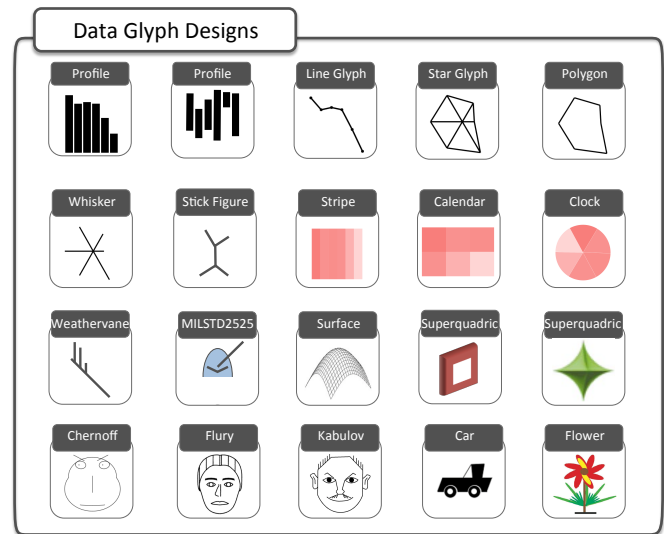 Data Glyph Designs
Profile Profile Line Glyph Star Glyph Polygon
Whisker Stick Figure Stripe Calendar Clock
Weathervane MILSTD2525 Surface Superquadric Superquadric
Chernoff Flury Kabulov Car Flower